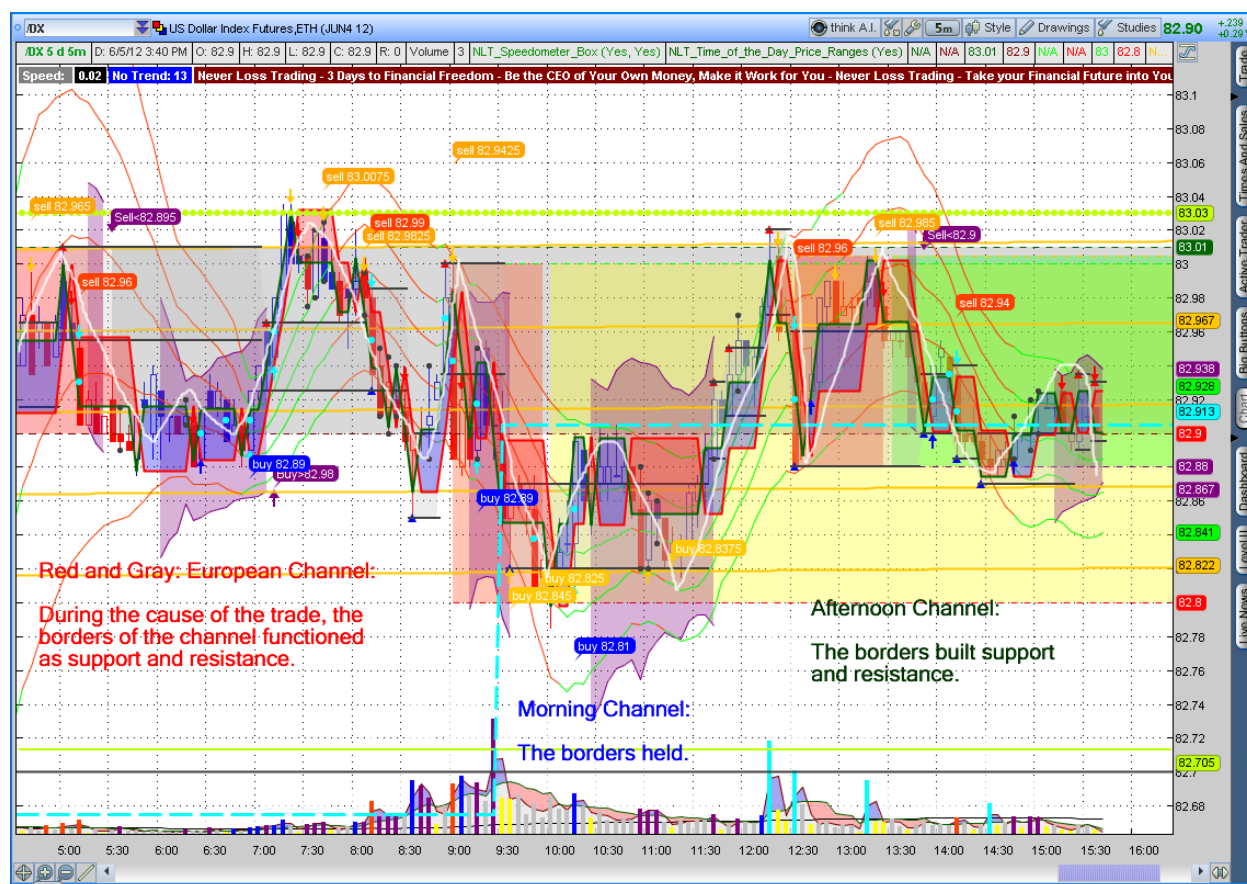 /DX
US Dollar Index Futures,ETH (JUN4 12)
think A.I.
5m
Style
Drawings
Studies
82.90
+.239
+0.29
/DX 5 d 5m
D: 6/5/12 3:40 PM
O: 82.9
H: 82.9
L: 82.9
C: 82.9
R: 0
Volume
3
NLT_Speedometer_Box (Yes, Yes)
NLT_Time_of_the_Day_Price_Ranges (Yes)
N/A
N/A
83.01
82.9
N/A
N/A
83
82.8
N...
Speed:
0.02
No Trend: 13
Never Loss Trading - 3 Days to Financial Freedom - Be the CEO of Your Own Money, Make it Work for You - Never Loss Trading - Take your Financial Future into You
83.1
83.08
83.06
83.04
83.03
83.02
83.01
83
82.98
82.967
82.96
82.938
82.928
82.92
82.913
82.9
82.88
82.867
82.86
82.841
82.822
82.8
82.78
82.76
82.74
82.72
82.705
82.7
82.68
sell 82.965
Sell<82.895
sell 82.96
sell 83.0075
sell 82.99
sell 82.9825
sell 82.9425
sell 82.96
sell 82.985
Sell<82.9
sell 82.94
buy 82.89
Buy>82.98
buy 82.89
buy 82.8375
buy 82.825
buy 82.845
buy 82.81
Red and Gray: European Channel:
During the cause of the trade, the
borders of the channel functioned
as support and resistance.
Morning Channel:
The borders held.
Afternoon Channel:
The borders built support
and resistance.
5:00
5:30
6:00
6:30
7:00
7:30
8:00
8:30
9:00
9:30
10:00
10:30
11:00
11:30
12:00
12:30
13:00
13:30
14:00
14:30
15:00
15:30
16:00
Trade
Times And Sales
Active Trader
Big Buttons
Chart
Dashboard
Level II
Live News